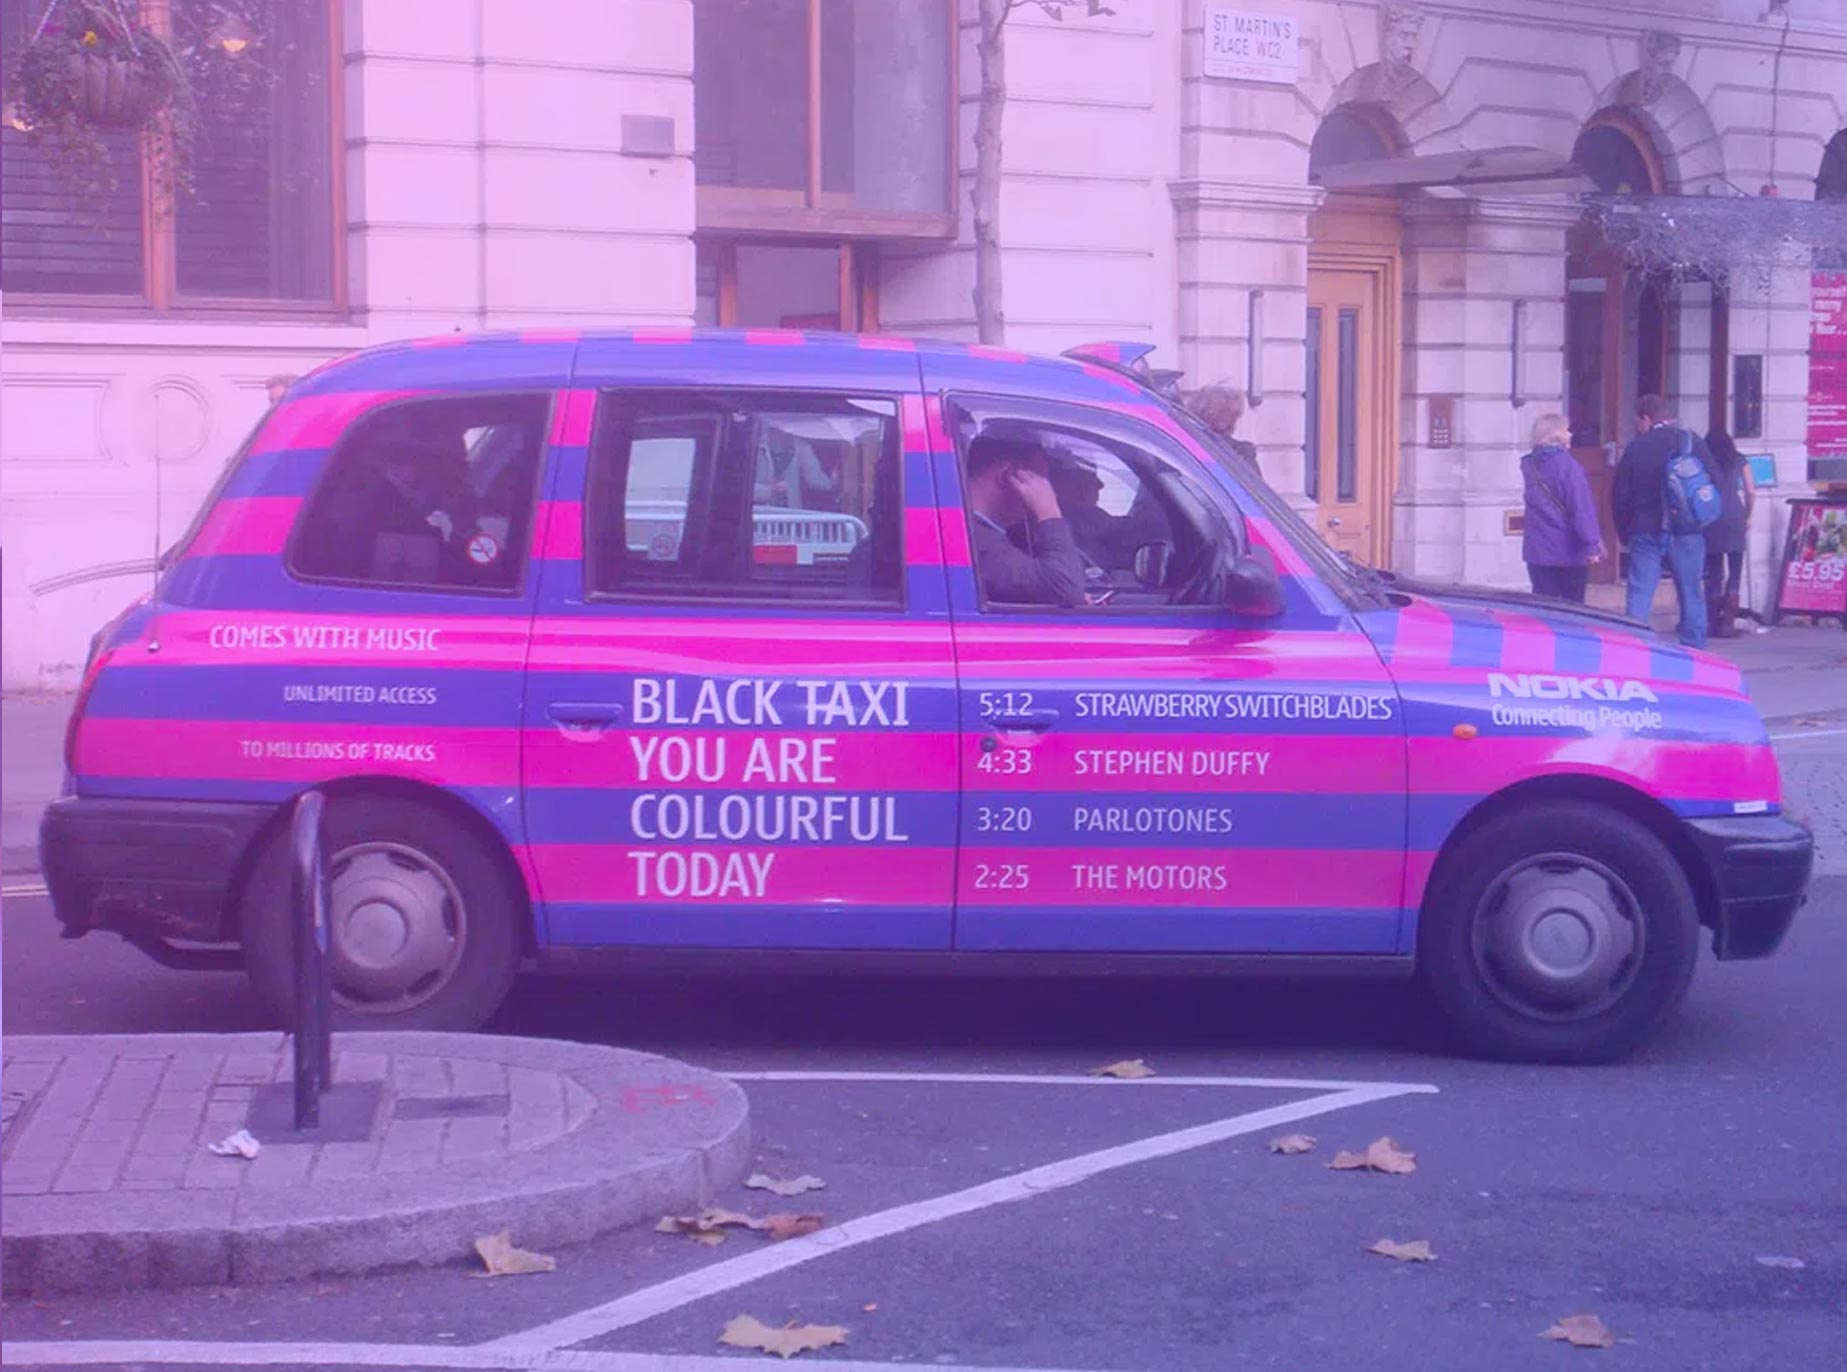 ST. MARTIN'S
PLACE WC2
COMES WITH MUSIC
UNLIMITED ACCESS
TO MILLIONS OF TRACKS
BLACK TAXI
YOU ARE
COLOURFUL
TODAY
5:12 STRAWBERRY SWITCHBLADES
4:33 STEPHEN DUFFY
3:20 PARLOTONES
2:25 THE MOTORS
NOKIA
Connecting People
£5.95